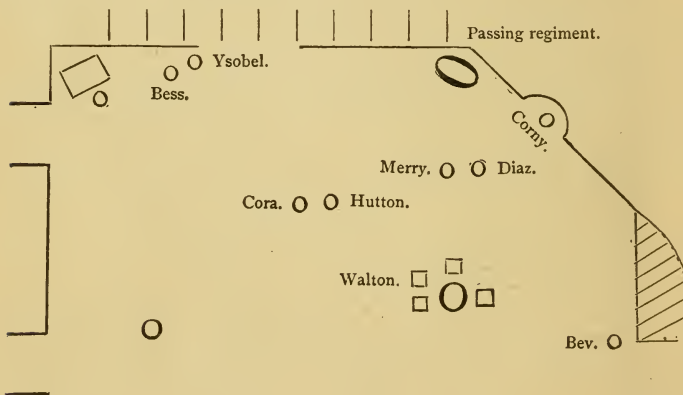 Passing regiment.
Ysobel.
Bess.
Corny.
Merry. Diaz.
Cora. Hutton.
Walton.
Bev.